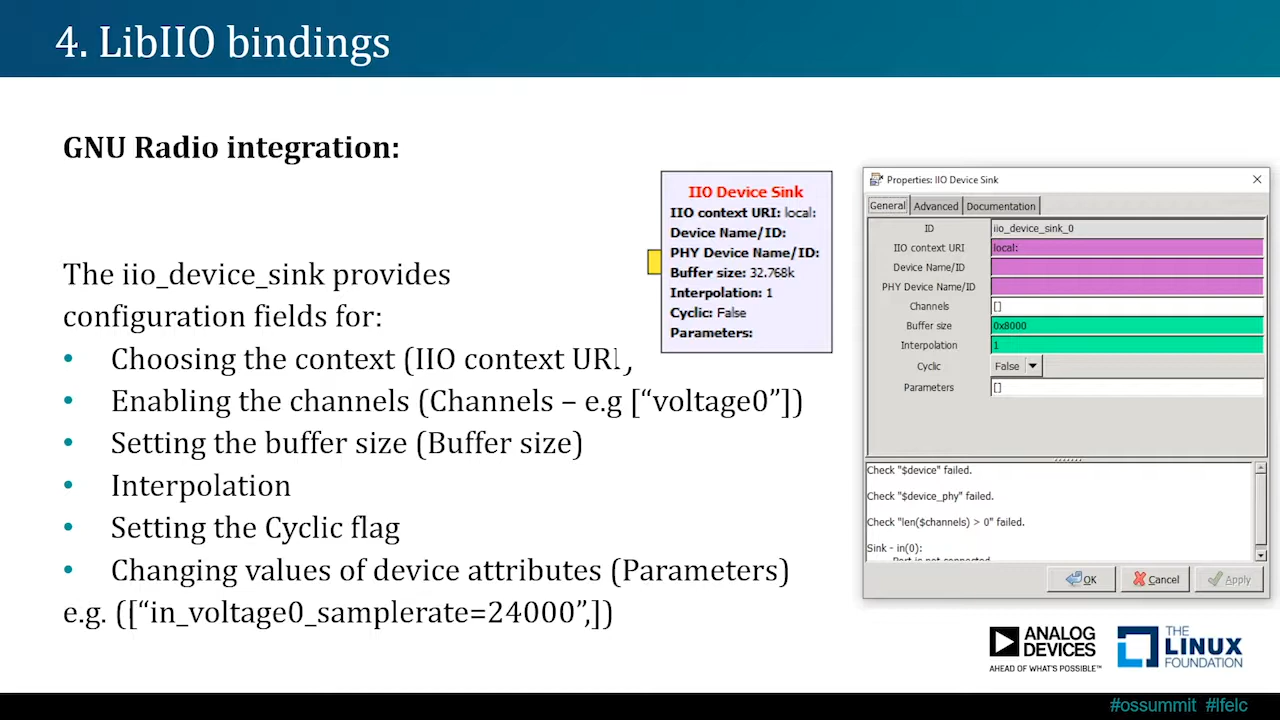 4. LibIIO bindings
GNU Radio integration:
The iio_device_sink provides
configuration fields for:
• Choosing the context (IIO context URI)
• Enabling the channels (Channels – e.g [“voltage0”])
• Setting the buffer size (Buffer size)
• Interpolation
• Setting the Cyclic flag
• Changing values of device attributes (Parameters)
e.g. ([“in_voltage0_samplerate=24000”,])
IIO Device Sink
IIO context URI: local:
Device Name/ID:
PHY Device Name/ID:
Buffer size: 32.768k
Interpolation: 1
Cyclic: False
Parameters:
Properties: IIO Device Sink
General Advanced Documentation
ID iio_device_sink_0
IIO context URI local:
Device Name/ID
PHY Device Name/ID
Channels []
Buffer size 0x8000
Interpolation 1
Cyclic False
Parameters []
Check "$device" failed.
Check "$device_phy" failed.
Check "len($channels) > 0" failed.
Sink - in(0):
Port is not connected
OK Cancel Apply
ANALOG
DEVICES
AHEAD OF WHAT'S POSSIBLE™
THE
LINUX
FOUNDATION
#ossummit #lfelc